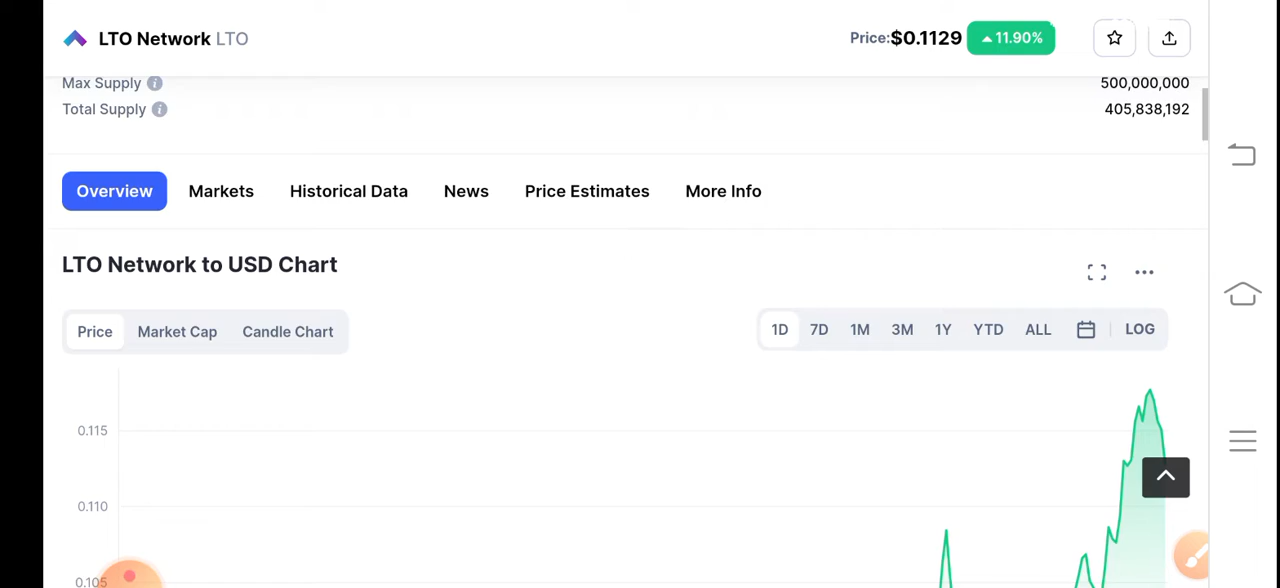 LTO Network LTO
Price:$0.1129 11.90%
Max Supply 500,000,000
Total Supply 405,838,192
Overview Markets Historical Data News Price Estimates More Info
LTO Network to USD Chart
Price Market Cap Candle Chart
1D 7D 1M 3M 1Y YTD ALL LOG
0.115
0.110
0.105